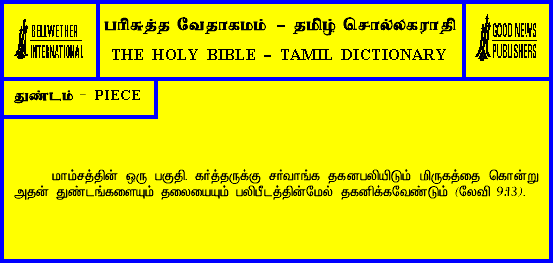 BELLWETHER
INTERNATIONAL
பரிசுத்த வேதாகமம் - தமிழ் சொல்லகராதி
THE HOLY BIBLE - TAMIL DICTIONARY
GOOD NEWS
PUBLISHERS
துண்டம் - PIECE
மாம்சத்தின் ஒரு பகுதி. கர்த்தருக்கு சர்வாங்க தகனபலியிடும் மிருகத்தை கொன்று
அதன் துண்டங்களையும் தலையையும் பலிபீடத்தின்மேல் தகனிக்கவேண்டும் (லேவி 9:13).